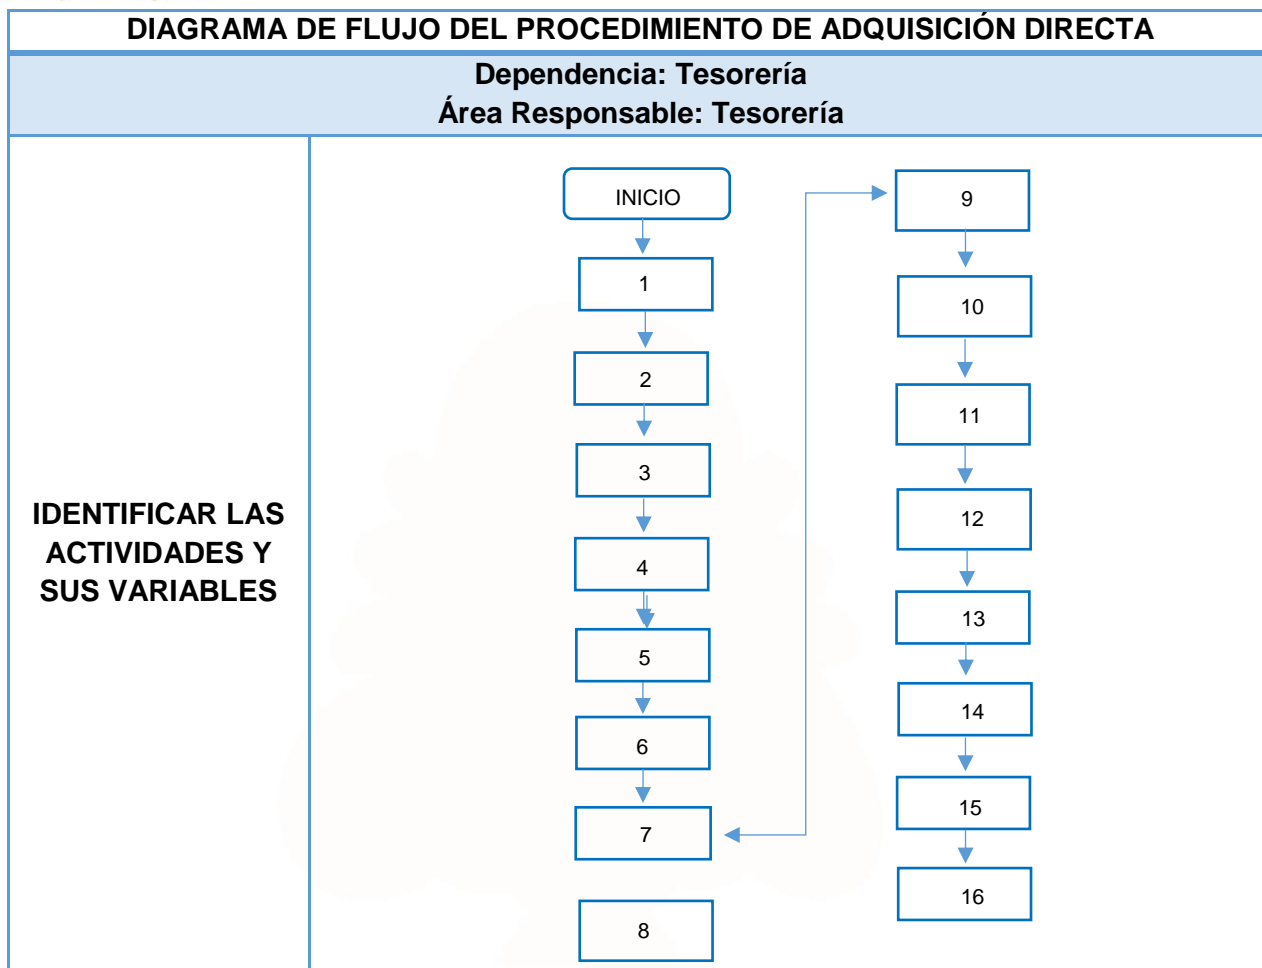 DIAGRAMA DE FLUJO DEL PROCEDIMIENTO DE ADQUISICIÓN DIRECTA
Dependencia: Tesorería
Área Responsable: Tesorería
IDENTIFICAR LAS
ACTIVIDADES Y
SUS VARIABLES
INICIO
1
2
3
4
5
6
7
8
9
10
11
12
13
14
15
16